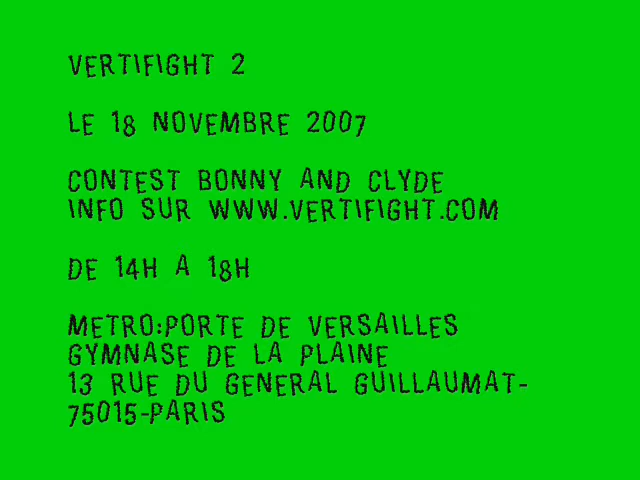 VERTIFIGHT 2
LE 18 NOVEMBRE 2007
CONTEST BONNY AND CLYDE
INFO SUR WWW.VERTIFIGHT.COM
DE 14H A 18H
METRO:PORTE DE VERSAILLES
GYMNASE DE LA PLAINE
13 RUE DU GENERAL GUILLAUMAT-
75015-PARIS